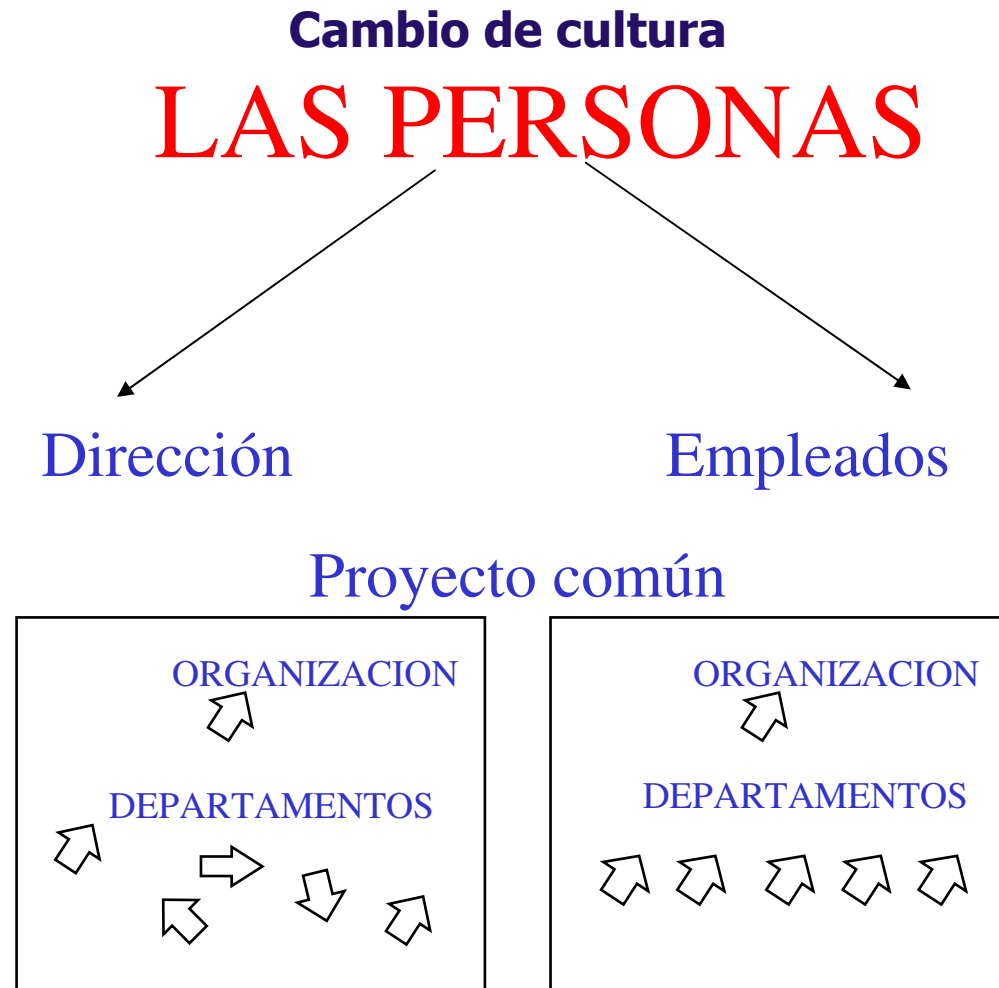 Cambio de cultura
LAS PERSONAS
Dirección
Empleados
Proyecto común
ORGANIZACION
DEPARTAMENTOS
ORGANIZACION
DEPARTAMENTOS